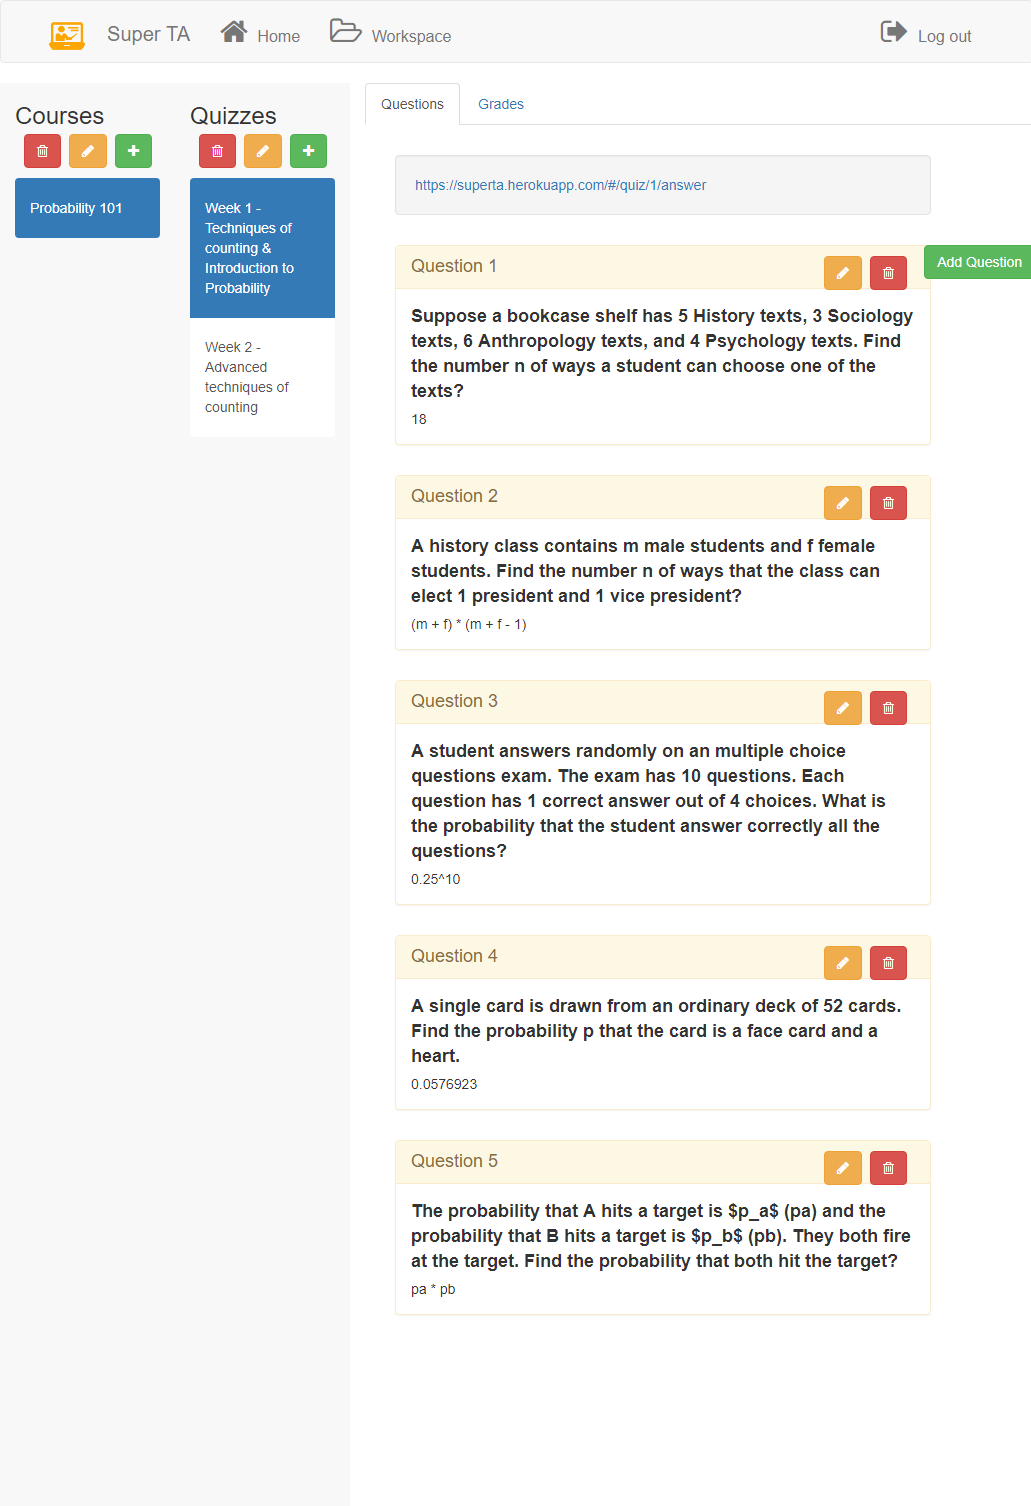 Super TA
Home
Workspace
Log out
Courses
Probability 101
Quizzes
Week 1 -
Techniques of
counting &
Introduction to
Probability
Week 2 -
Advanced
techniques of
counting
Questions
Grades
https://superta.herokuapp.com/#/quiz/1/answer
Add Question
Question 1
Suppose a bookcase shelf has 5 History texts, 3 Sociology
texts, 6 Anthropology texts, and 4 Psychology texts. Find
the number n of ways a student can choose one of the
texts?
18
Question 2
A history class contains m male students and f female
students. Find the number n of ways that the class can
elect 1 president and 1 vice president?
(m + f) * (m + f - 1)
Question 3
A student answers randomly on an multiple choice
questions exam. The exam has 10 questions. Each
question has 1 correct answer out of 4 choices. What is
the probability that the student answer correctly all the
questions?
0.25^10
Question 4
A single card is drawn from an ordinary deck of 52 cards.
Find the probability p that the card is a face card and a
heart.
0.0576923
Question 5
The probability that A hits a target is $p_a$ (pa) and the
probability that B hits a target is $p_b$ (pb). They both fire
at the target. Find the probability that both hit the target?
pa * pb